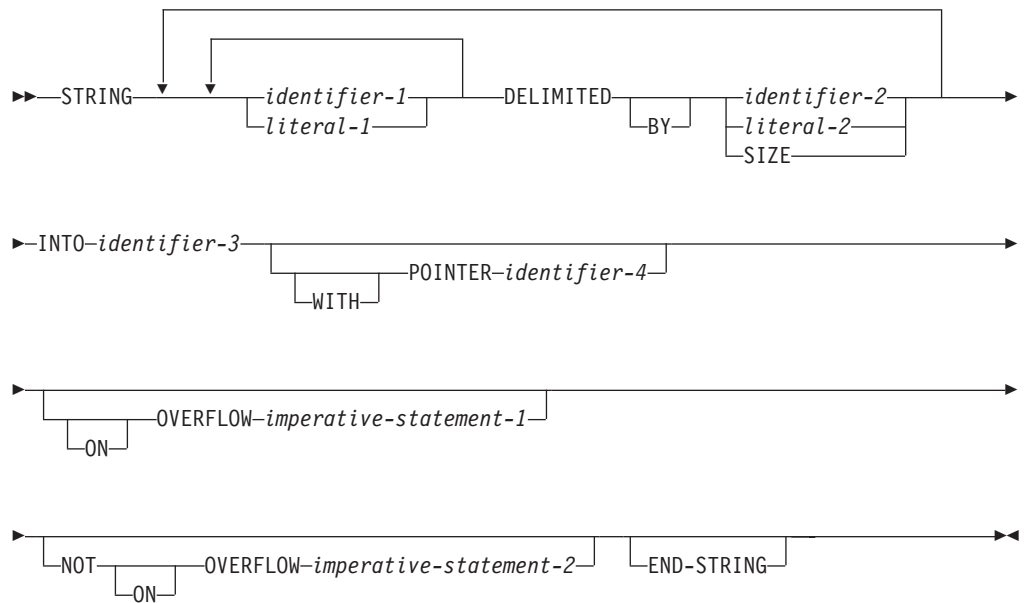 STRING identifier-1 DELIMITED identifier-2
literal-1 BY literal-2
SIZE
INTO identifier-3
POINTER identifier-4
WITH
OVERFLOW imperative-statement-1
ON
NOT OVERFLOW imperative-statement-2 END-STRING
ON